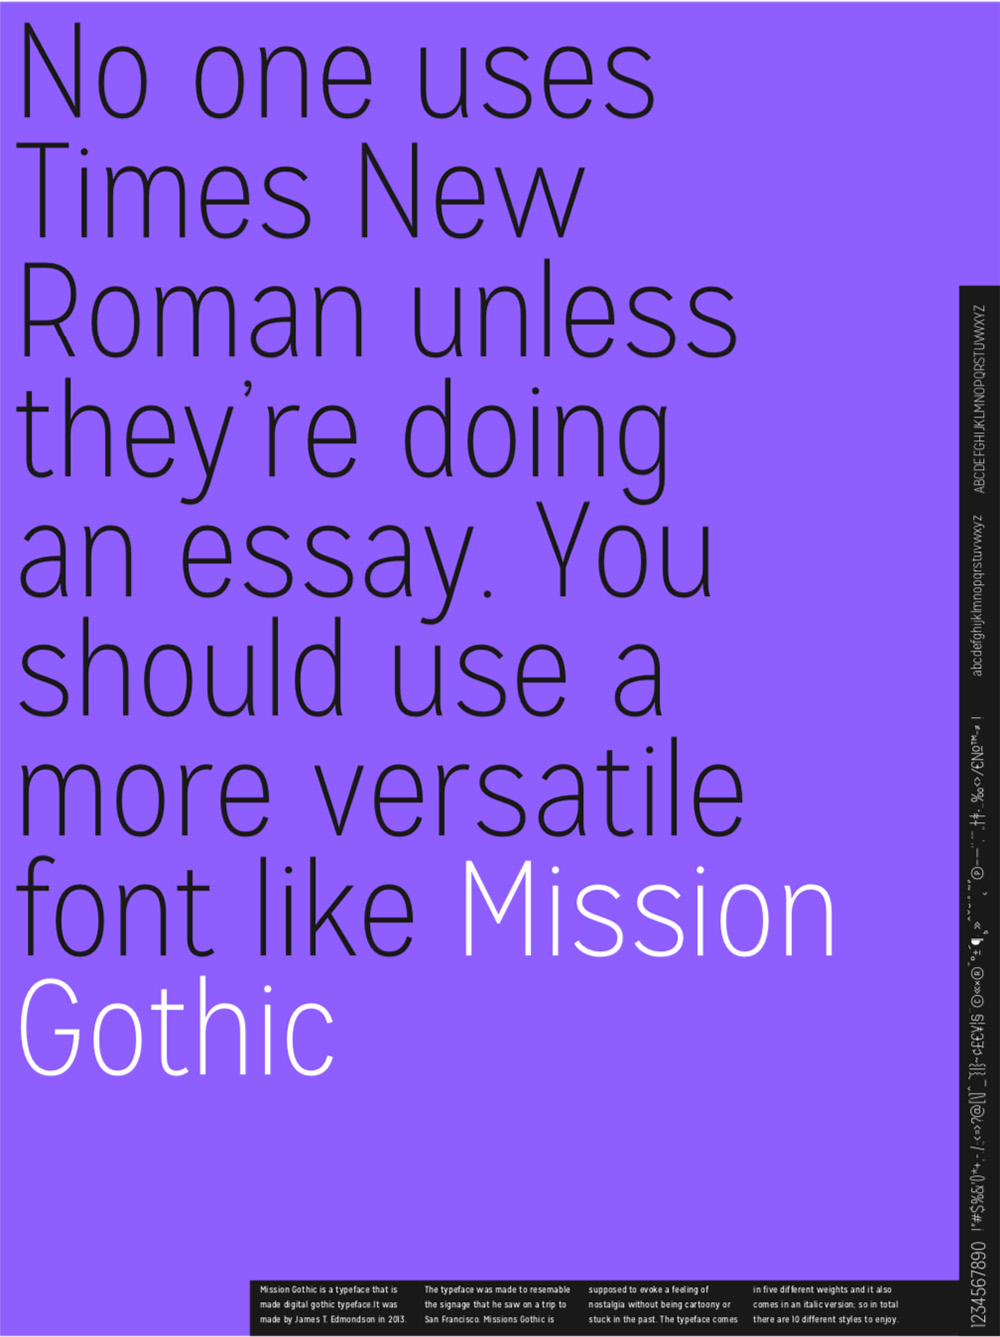 No one uses
Times New
Roman unless
they're doing
an essay. You
should use a
more versatile
font like Mission
Gothic
Mission Gothic is a typeface that is
made digital gothic typeface.It was
made by James T. Edmondson in 2013.
The typeface was made to resemable
the signage that he saw on a trip to
San Francisco. Missions Gothic is
supposed to evoke a feeling of
nostalgia without being cartoony or
stuck in the past. The typeface comes
in five different weights and it also
comes in an italic version; so in total
there are 10 different styles to enjoy.
1234567890
abcdefghijklmnopqrstuvwxyz
ABCDEFGHIJKLMNOPQRSTUVWXYZ